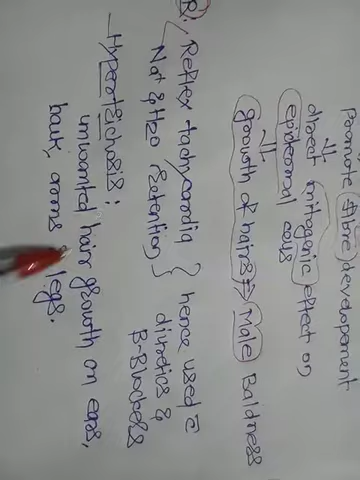 Promote (fibre) development
⇓
direct mitogenic effect on
epidermal cells
⇓
growth of hairs ⇒ Male Baldness
R: Reflex tachycardia } hence used c̄
Na+ & H2O retention } diuretics &
B-Blockers
- Hypertrichosis :
unwanted hair growth on ears,
back, arms legs.